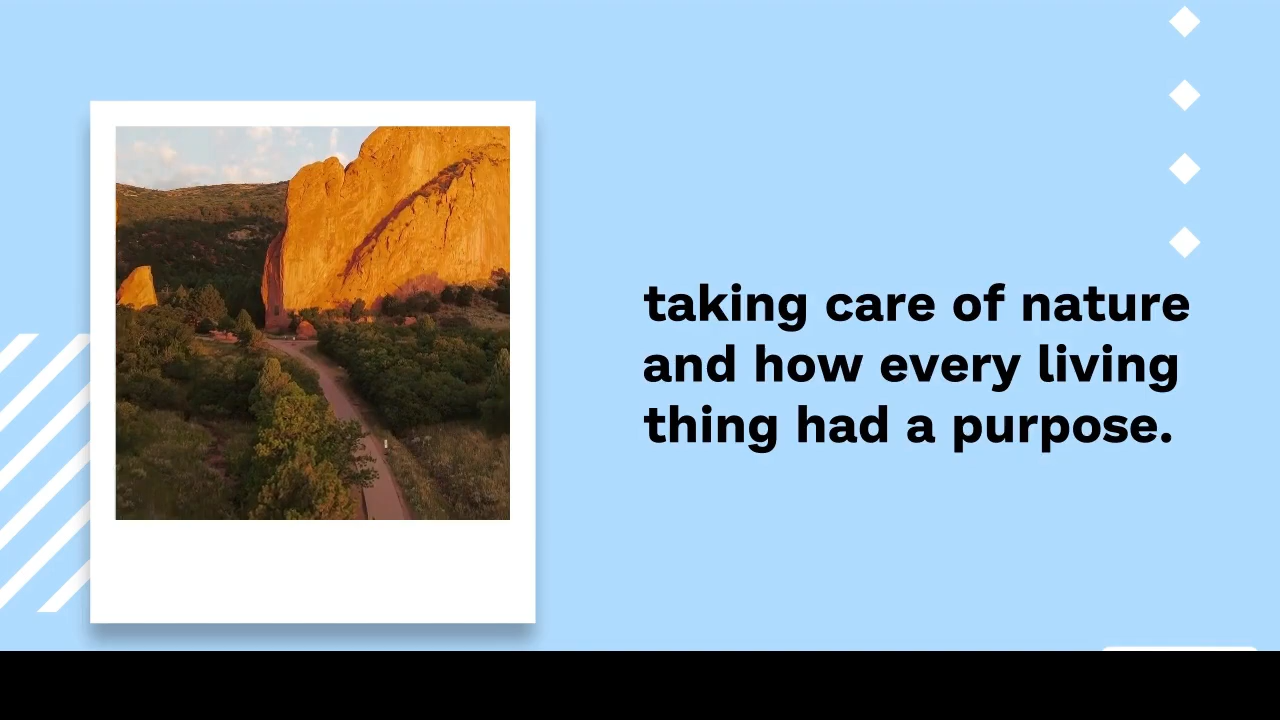 taking care of nature
and how every living
thing had a purpose.